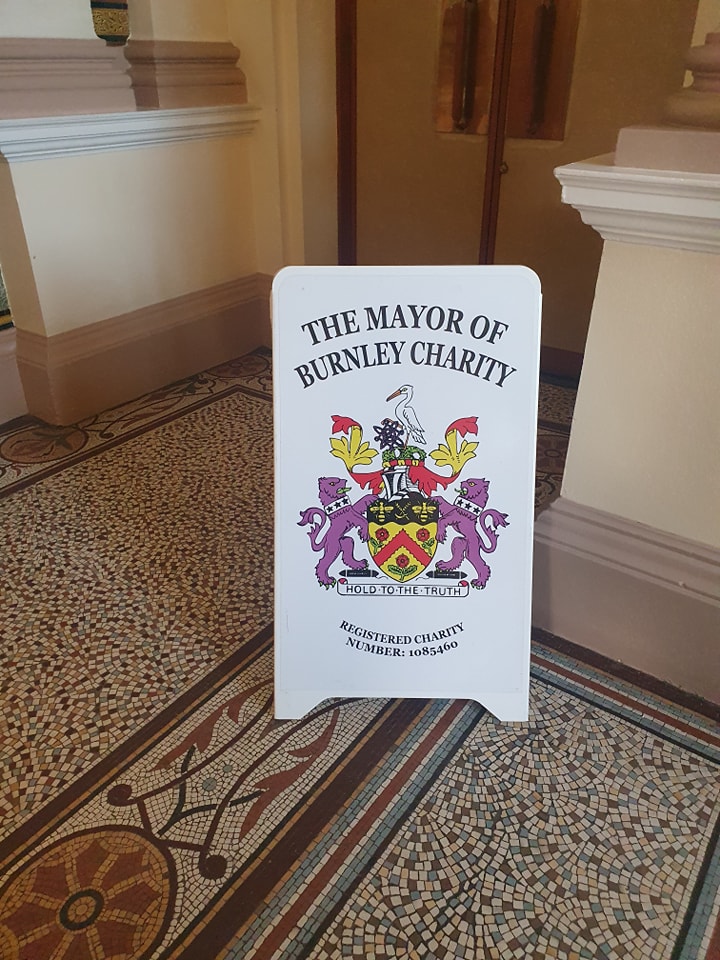 THE MAYOR OF
BURNLEY CHARITY
HOLD·TO·THE·TRUTH
REGISTERED CHARITY
NUMBER: 1085460